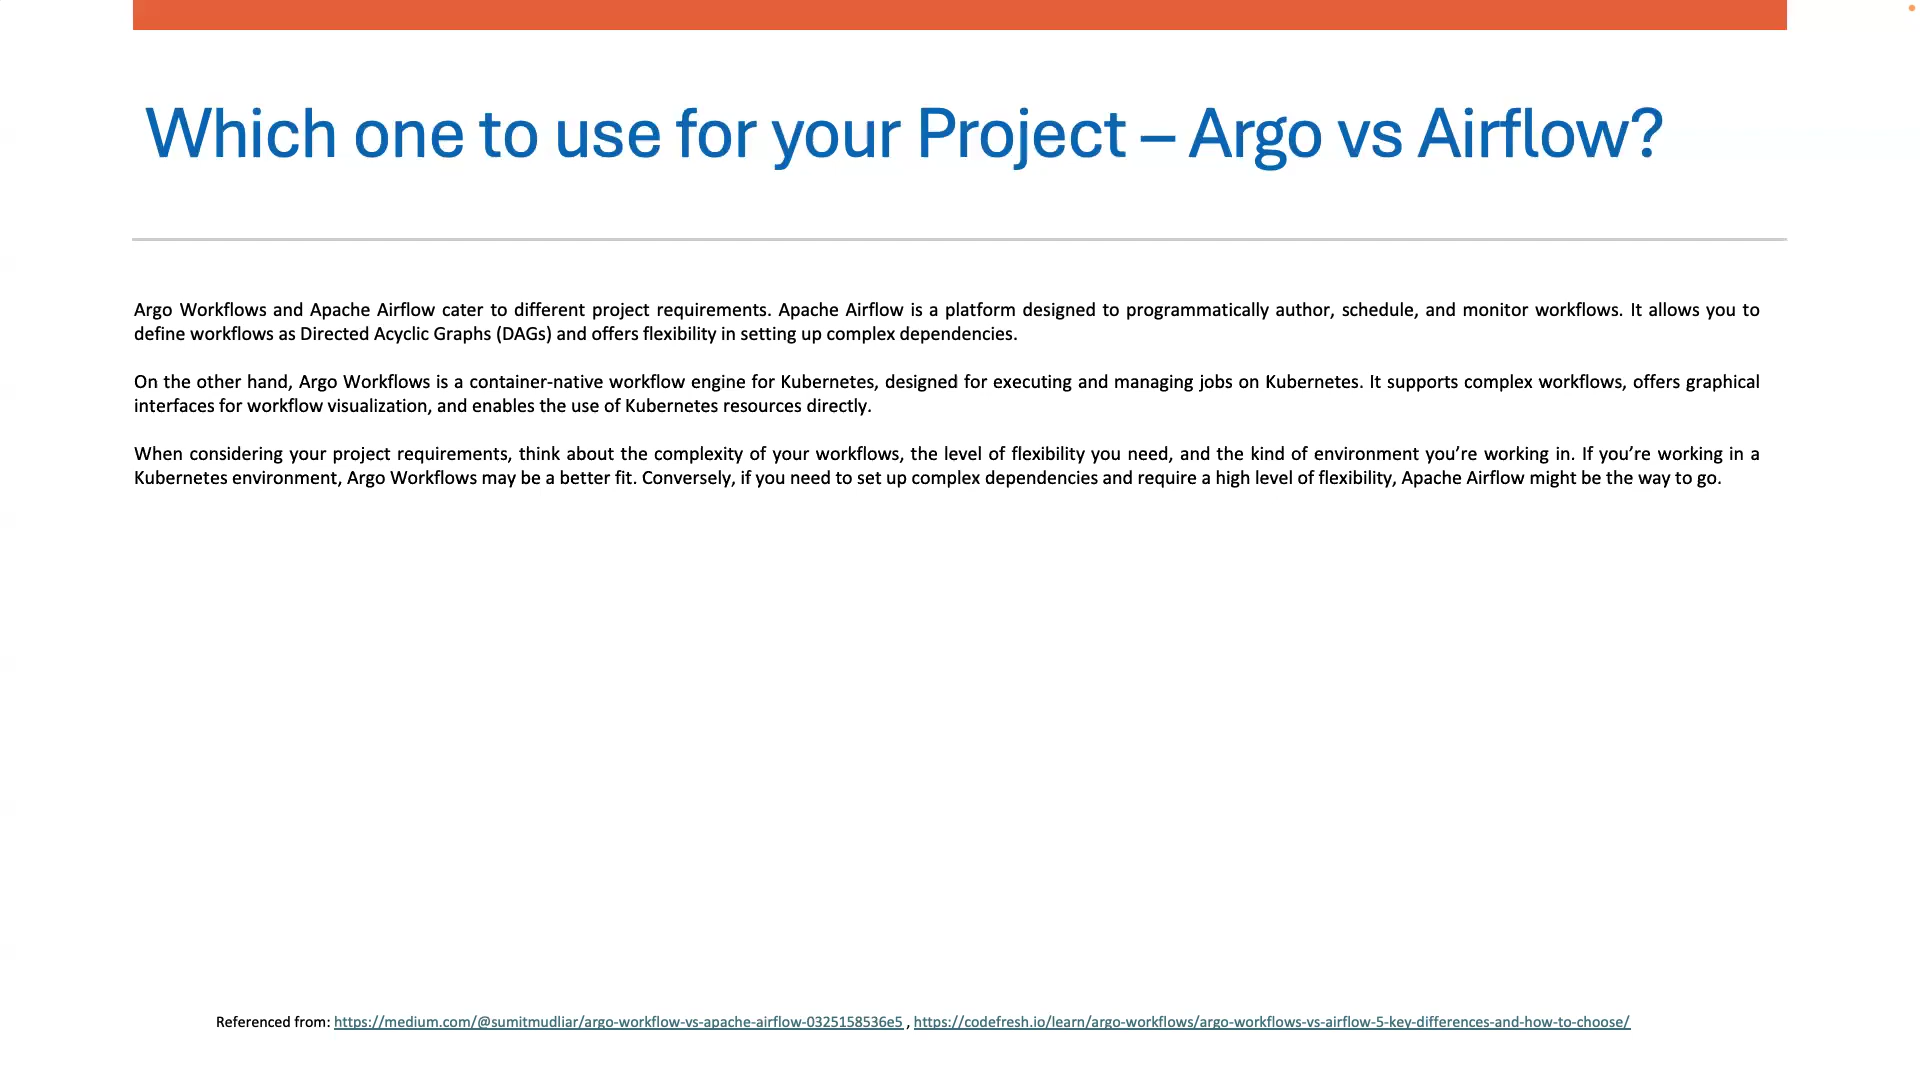 Which one to use for your Project – Argo vs Airflow?
Argo Workflows and Apache Airflow cater to different project requirements. Apache Airflow is a platform designed to programmatically author, schedule, and monitor workflows. It allows you to
define workflows as Directed Acyclic Graphs (DAGs) and offers flexibility in setting up complex dependencies.
On the other hand, Argo Workflows is a container-native workflow engine for Kubernetes, designed for executing and managing jobs on Kubernetes. It supports complex workflows, offers graphical
interfaces for workflow visualization, and enables the use of Kubernetes resources directly.
When considering your project requirements, think about the complexity of your workflows, the level of flexibility you need, and the kind of environment you’re working in. If you’re working in a
Kubernetes environment, Argo Workflows may be a better fit. Conversely, if you need to set up complex dependencies and require a high level of flexibility, Apache Airflow might be the way to go.
Referenced from: https://medium.com/@sumitmudliar/argo-workflow-vs-apache-airflow-0325158536e5 , https://codefresh.io/learn/argo-workflows/argo-workflows-vs-airflow-5-key-differences-and-how-to-choose/